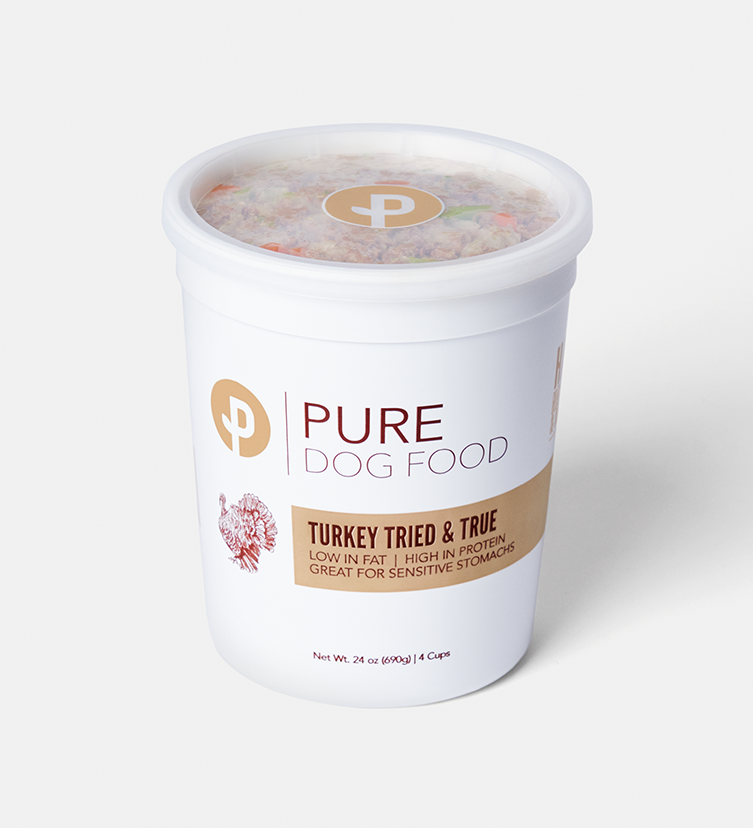 P
P
PURE
DOG FOOD
TURKEY TRIED & TRUE
LOW IN FAT | HIGH IN PROTEIN
GREAT FOR SENSITIVE STOMACHS
Net Wt. 24 oz (690g) | 4 Cups